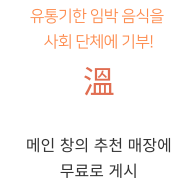 유통기한 임박 음식을
사회 단체에 기부!
溫
메인 창의 추천 매장에
무료로 게시